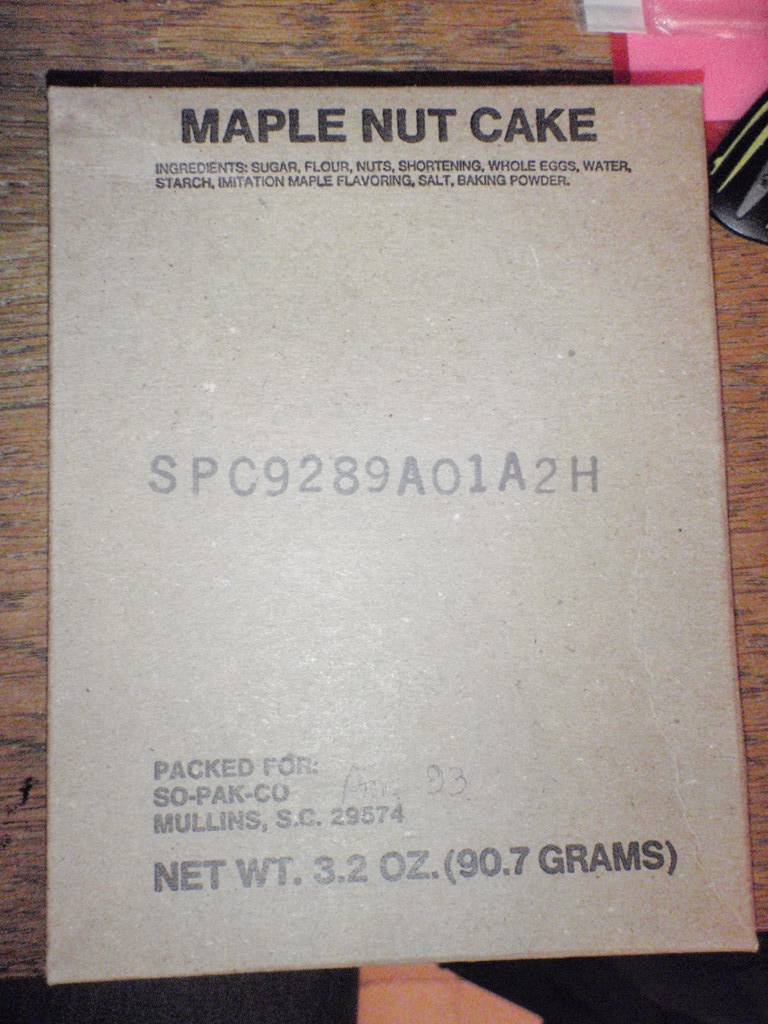 MAPLE NUT CAKE
INGREDIENTS: SUGAR, FLOUR, NUTS, SHORTENING, WHOLE EGGS, WATER,
STARCH, IMITATION MAPLE FLAVORING, SALT, BAKING POWDER.
SPC9289A01A2H
PACKED FOR:
SO-PAK-CO
93
MULLINS, S.C. 29574
NET WT. 3.2 OZ. (90.7 GRAMS)